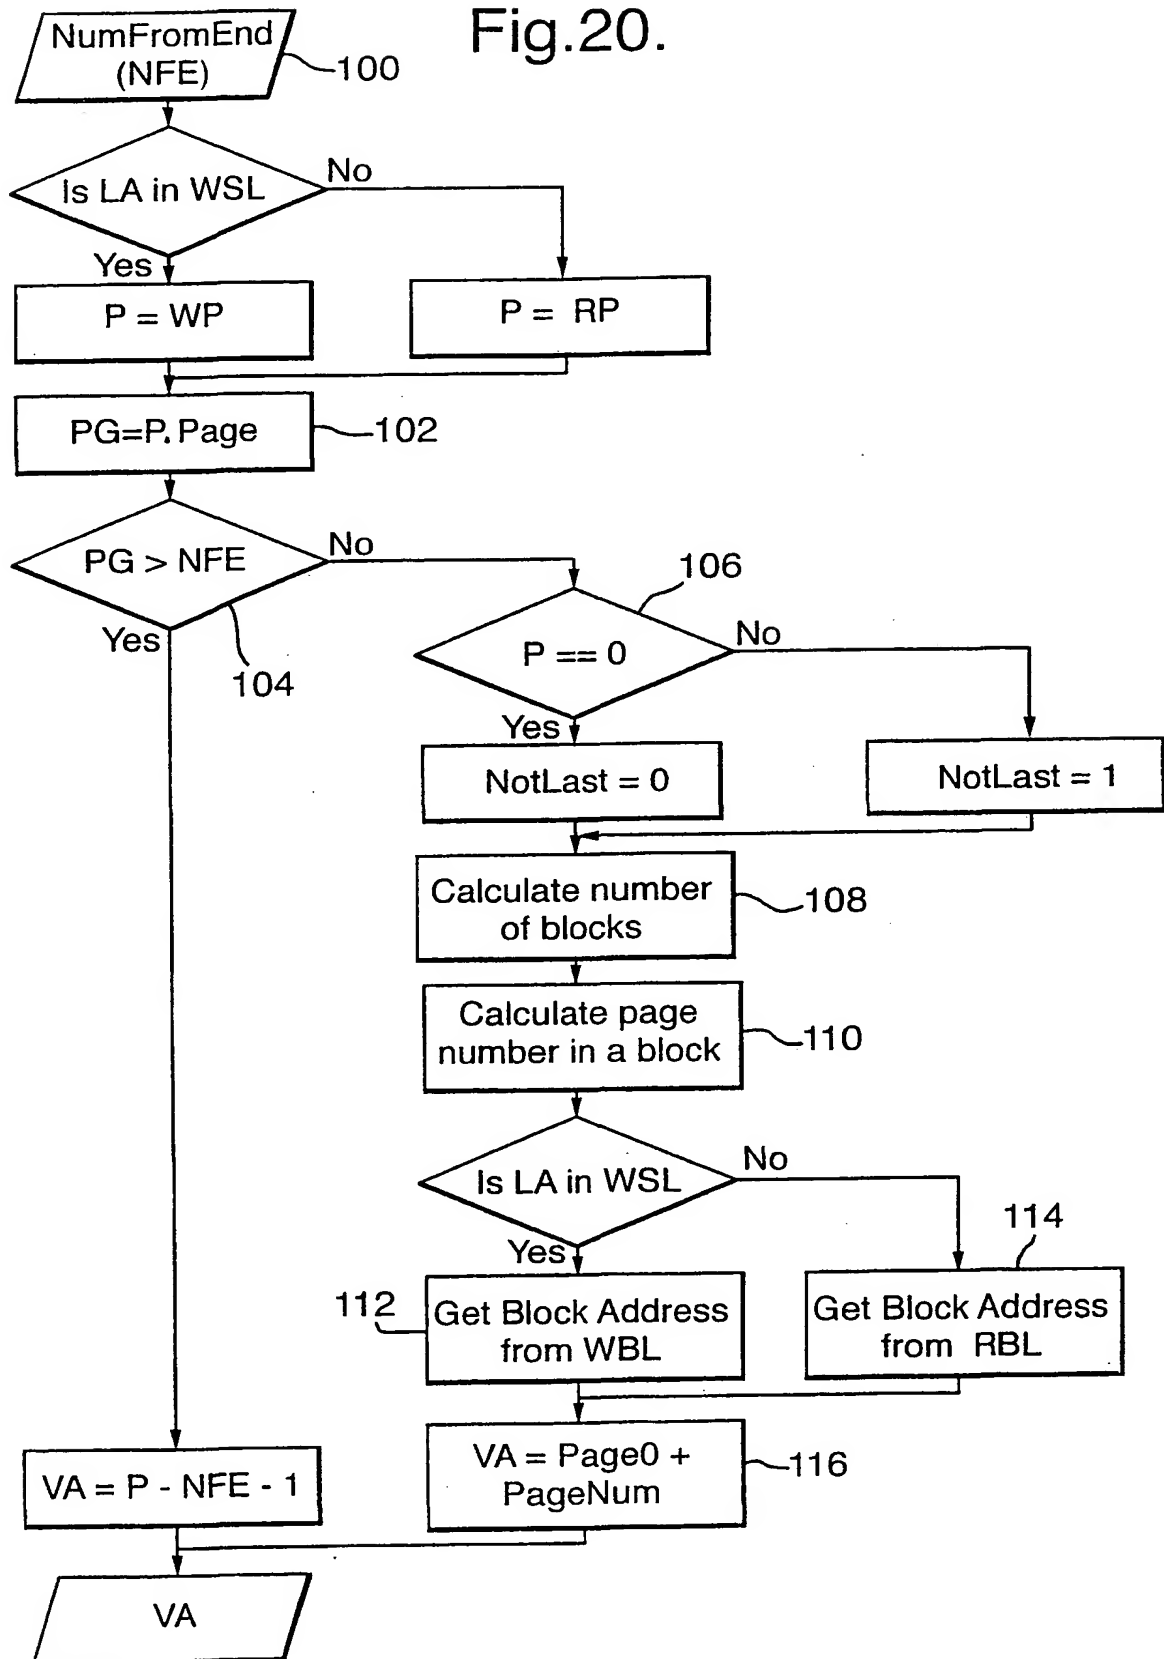 Fig.20.
NumFromEnd
(NFE)
100
Is LA in WSL
No
Yes
P = WP
P = RP
PG=P.Page
102
PG > NFE
No
Yes
104
106
P == 0
No
Yes
NotLast = 0
NotLast = 1
Calculate number
of blocks
108
Calculate page
number in a block
110
Is LA in WSL
No
Yes
114
112
Get Block Address
from WBL
Get Block Address
from RBL
VA = P - NFE - 1
VA = Page0 +
PageNum
116
VA